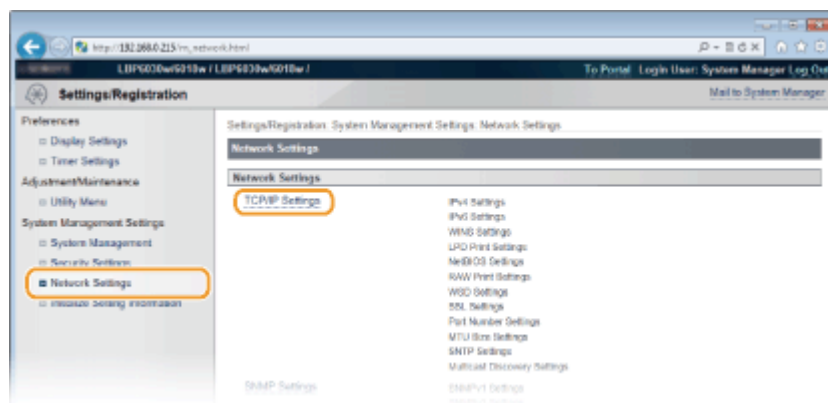 http://192.168.0.215/m_network.html
LBP6030w/6018w / LBP6030w/6018w /
To Portal Login User: System Manager Log Out
Settings/Registration
Mail to System Manager
Preferences
Display Settings
Timer Settings
Adjustment/Maintenance
Utility Menu
System Management Settings
System Management
Security Settings
Network Settings
Initialize Setting Information
Settings/Registration: System Management Settings: Network Settings
Network Settings
Network Settings
TCP/IP Settings
IPv4 Settings
IPv6 Settings
WINS Settings
LPD Print Settings
NetBIOS Settings
RAW Print Settings
WSD Settings
SSL Settings
Port Number Settings
MTU Size Settings
SNTP Settings
Multicast Discovery Settings
SNMP Settings
SNMPv1 Settings